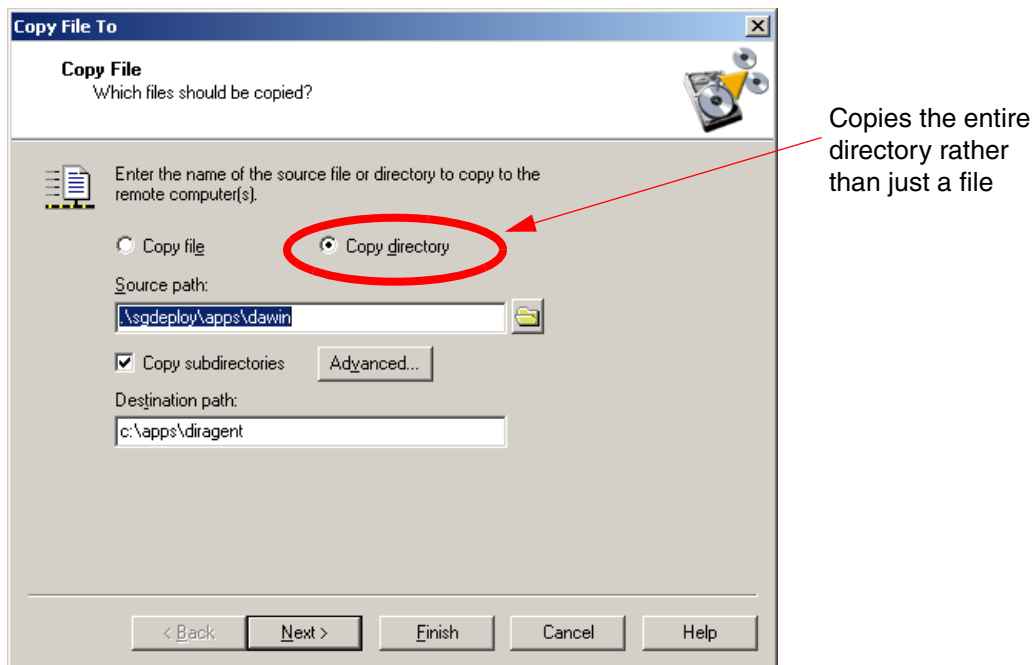 Copy File To
Copy File
Which files should be copied?
Copies the entire
directory rather
than just a file
Enter the name of the source file or directory to copy to the
remote computer(s).
Copy file
Copy directory
Source path:
.\sgdeploy\apps\dawin
Copy subdirectories
Advanced...
Destination path:
c:\apps\diragent
< Back
Next >
Finish
Cancel
Help